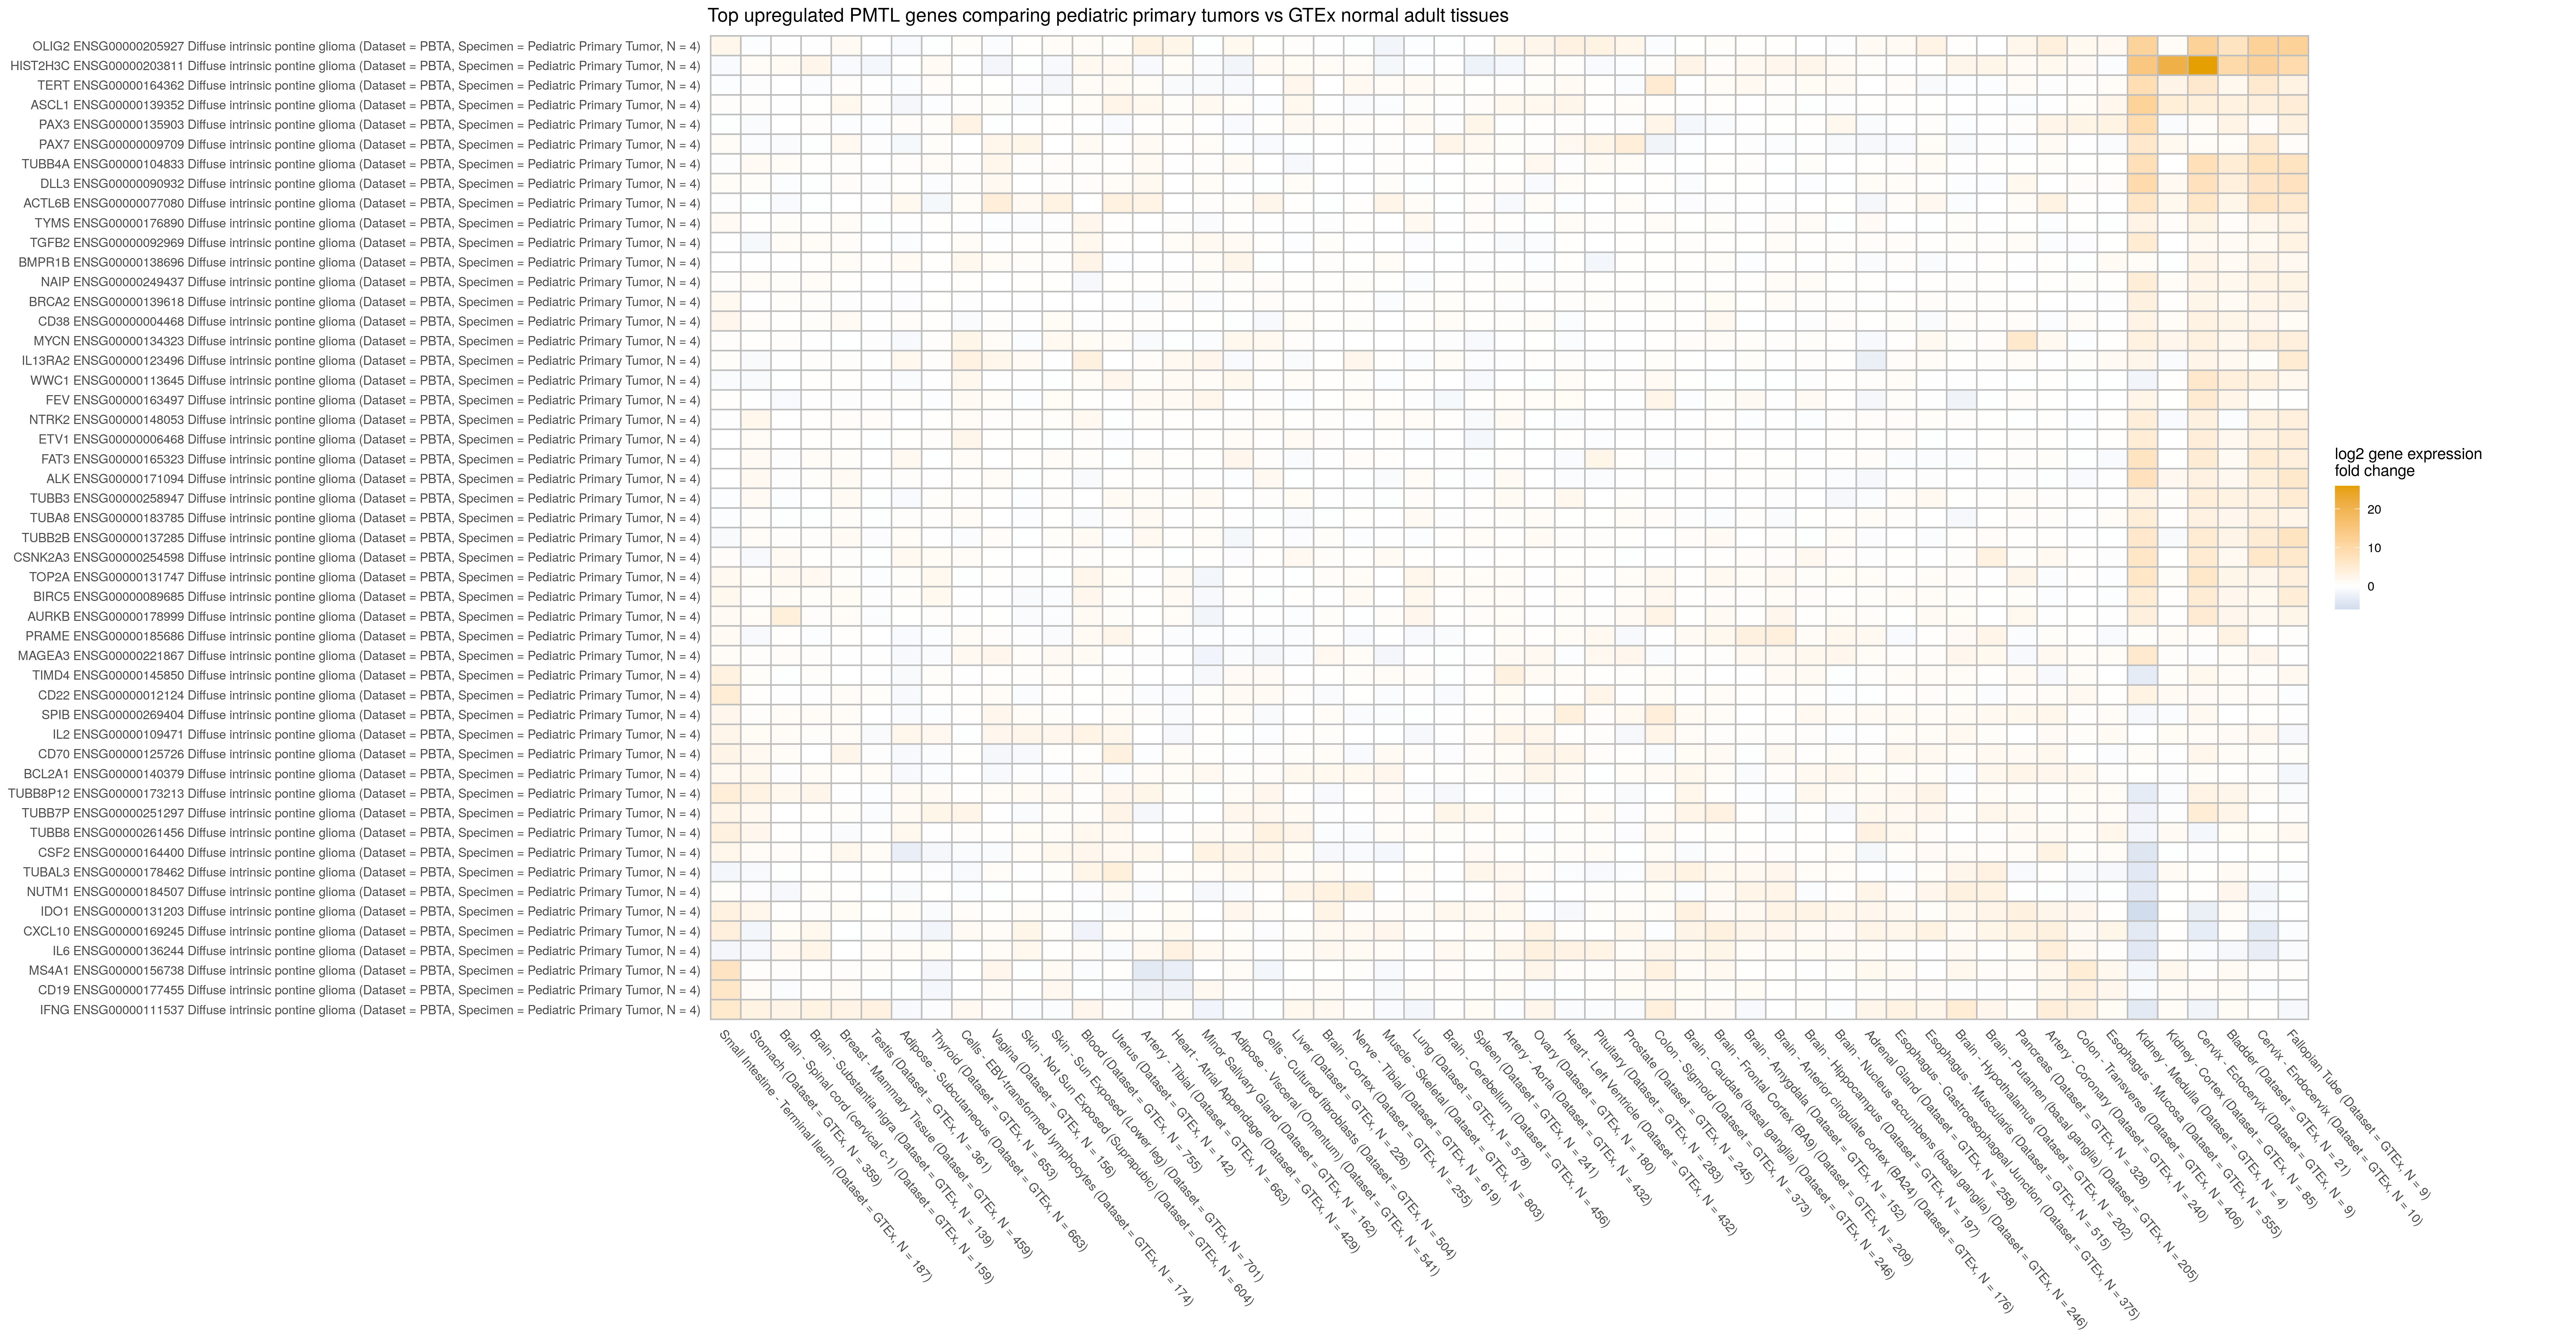 Top upregulated PMTL genes comparing pediatric primary tumors vs GTEx normal adult tissues
OLIG2 ENSG00000205927 Diffuse intrinsic pontine glioma (Dataset = PBTA, Specimen = Pediatric Primary Tumor, N = 4)
HIST2H3C ENSG00000203811 Diffuse intrinsic pontine glioma (Dataset = PBTA, Specimen = Pediatric Primary Tumor, N = 4)
TERT ENSG00000164362 Diffuse intrinsic pontine glioma (Dataset = PBTA, Specimen = Pediatric Primary Tumor, N = 4)
ASCL1 ENSG00000139352 Diffuse intrinsic pontine glioma (Dataset = PBTA, Specimen = Pediatric Primary Tumor, N = 4)
PAX3 ENSG00000135903 Diffuse intrinsic pontine glioma (Dataset = PBTA, Specimen = Pediatric Primary Tumor, N = 4)
PAX7 ENSG00000009709 Diffuse intrinsic pontine glioma (Dataset = PBTA, Specimen = Pediatric Primary Tumor, N = 4)
TUBB4A ENSG00000104833 Diffuse intrinsic pontine glioma (Dataset = PBTA, Specimen = Pediatric Primary Tumor, N = 4)
DLL3 ENSG00000090932 Diffuse intrinsic pontine glioma (Dataset = PBTA, Specimen = Pediatric Primary Tumor, N = 4)
ACTL6B ENSG00000077080 Diffuse intrinsic pontine glioma (Dataset = PBTA, Specimen = Pediatric Primary Tumor, N = 4)
TYMS ENSG00000176890 Diffuse intrinsic pontine glioma (Dataset = PBTA, Specimen = Pediatric Primary Tumor, N = 4)
TGFB2 ENSG00000092969 Diffuse intrinsic pontine glioma (Dataset = PBTA, Specimen = Pediatric Primary Tumor, N = 4)
BMPR1B ENSG00000138696 Diffuse intrinsic pontine glioma (Dataset = PBTA, Specimen = Pediatric Primary Tumor, N = 4)
NAIP ENSG00000249437 Diffuse intrinsic pontine glioma (Dataset = PBTA, Specimen = Pediatric Primary Tumor, N = 4)
BRCA2 ENSG00000139618 Diffuse intrinsic pontine glioma (Dataset = PBTA, Specimen = Pediatric Primary Tumor, N = 4)
CD38 ENSG00000004468 Diffuse intrinsic pontine glioma (Dataset = PBTA, Specimen = Pediatric Primary Tumor, N = 4)
MYCN ENSG00000134323 Diffuse intrinsic pontine glioma (Dataset = PBTA, Specimen = Pediatric Primary Tumor, N = 4)
IL13RA2 ENSG00000123496 Diffuse intrinsic pontine glioma (Dataset = PBTA, Specimen = Pediatric Primary Tumor, N = 4)
WWC1 ENSG00000113645 Diffuse intrinsic pontine glioma (Dataset = PBTA, Specimen = Pediatric Primary Tumor, N = 4)
FEV ENSG00000163497 Diffuse intrinsic pontine glioma (Dataset = PBTA, Specimen = Pediatric Primary Tumor, N = 4)
NTRK2 ENSG00000148053 Diffuse intrinsic pontine glioma (Dataset = PBTA, Specimen = Pediatric Primary Tumor, N = 4)
ETV1 ENSG00000006468 Diffuse intrinsic pontine glioma (Dataset = PBTA, Specimen = Pediatric Primary Tumor, N = 4)
FAT3 ENSG00000165323 Diffuse intrinsic pontine glioma (Dataset = PBTA, Specimen = Pediatric Primary Tumor, N = 4)
ALK ENSG00000171094 Diffuse intrinsic pontine glioma (Dataset = PBTA, Specimen = Pediatric Primary Tumor, N = 4)
TUBB3 ENSG00000258947 Diffuse intrinsic pontine glioma (Dataset = PBTA, Specimen = Pediatric Primary Tumor, N = 4)
TUBA8 ENSG00000183785 Diffuse intrinsic pontine glioma (Dataset = PBTA, Specimen = Pediatric Primary Tumor, N = 4)
TUBB2B ENSG00000137285 Diffuse intrinsic pontine glioma (Dataset = PBTA, Specimen = Pediatric Primary Tumor, N = 4)
CSNK2A3 ENSG00000254598 Diffuse intrinsic pontine glioma (Dataset = PBTA, Specimen = Pediatric Primary Tumor, N = 4)
TOP2A ENSG00000131747 Diffuse intrinsic pontine glioma (Dataset = PBTA, Specimen = Pediatric Primary Tumor, N = 4)
BIRC5 ENSG00000089685 Diffuse intrinsic pontine glioma (Dataset = PBTA, Specimen = Pediatric Primary Tumor, N = 4)
AURKB ENSG00000178999 Diffuse intrinsic pontine glioma (Dataset = PBTA, Specimen = Pediatric Primary Tumor, N = 4)
PRAME ENSG00000185686 Diffuse intrinsic pontine glioma (Dataset = PBTA, Specimen = Pediatric Primary Tumor, N = 4)
MAGEA3 ENSG00000221867 Diffuse intrinsic pontine glioma (Dataset = PBTA, Specimen = Pediatric Primary Tumor, N = 4)
TIMD4 ENSG00000145850 Diffuse intrinsic pontine glioma (Dataset = PBTA, Specimen = Pediatric Primary Tumor, N = 4)
CD22 ENSG00000012124 Diffuse intrinsic pontine glioma (Dataset = PBTA, Specimen = Pediatric Primary Tumor, N = 4)
SPIB ENSG00000269404 Diffuse intrinsic pontine glioma (Dataset = PBTA, Specimen = Pediatric Primary Tumor, N = 4)
IL2 ENSG00000109471 Diffuse intrinsic pontine glioma (Dataset = PBTA, Specimen = Pediatric Primary Tumor, N = 4)
CD70 ENSG00000125726 Diffuse intrinsic pontine glioma (Dataset = PBTA, Specimen = Pediatric Primary Tumor, N = 4)
BCL2A1 ENSG00000140379 Diffuse intrinsic pontine glioma (Dataset = PBTA, Specimen = Pediatric Primary Tumor, N = 4)
TUBB8P12 ENSG00000173213 Diffuse intrinsic pontine glioma (Dataset = PBTA, Specimen = Pediatric Primary Tumor, N = 4)
TUBB7P ENSG00000251297 Diffuse intrinsic pontine glioma (Dataset = PBTA, Specimen = Pediatric Primary Tumor, N = 4)
TUBB8 ENSG00000261456 Diffuse intrinsic pontine glioma (Dataset = PBTA, Specimen = Pediatric Primary Tumor, N = 4)
CSF2 ENSG00000164400 Diffuse intrinsic pontine glioma (Dataset = PBTA, Specimen = Pediatric Primary Tumor, N = 4)
TUBAL3 ENSG00000178462 Diffuse intrinsic pontine glioma (Dataset = PBTA, Specimen = Pediatric Primary Tumor, N = 4)
NUTM1 ENSG00000184507 Diffuse intrinsic pontine glioma (Dataset = PBTA, Specimen = Pediatric Primary Tumor, N = 4)
IDO1 ENSG00000131203 Diffuse intrinsic pontine glioma (Dataset = PBTA, Specimen = Pediatric Primary Tumor, N = 4)
CXCL10 ENSG00000169245 Diffuse intrinsic pontine glioma (Dataset = PBTA, Specimen = Pediatric Primary Tumor, N = 4)
IL6 ENSG00000136244 Diffuse intrinsic pontine glioma (Dataset = PBTA, Specimen = Pediatric Primary Tumor, N = 4)
MS4A1 ENSG00000156738 Diffuse intrinsic pontine glioma (Dataset = PBTA, Specimen = Pediatric Primary Tumor, N = 4)
CD19 ENSG00000177455 Diffuse intrinsic pontine glioma (Dataset = PBTA, Specimen = Pediatric Primary Tumor, N = 4)
IFNG ENSG00000111537 Diffuse intrinsic pontine glioma (Dataset = PBTA, Specimen = Pediatric Primary Tumor, N = 4)
Small Intestine - Terminal Ileum (Dataset = GTEx, N = 187)
Stomach (Dataset = GTEx, N = 359)
Brain - Spinal cord (cervical c-1) (Dataset = GTEx, N = 159)
Brain - Substantia nigra (Dataset = GTEx, N = 139)
Breast - Mammary Tissue (Dataset = GTEx, N = 459)
Testis (Dataset = GTEx, N = 361)
Adipose - Subcutaneous (Dataset = GTEx, N = 663)
Thyroid (Dataset = GTEx, N = 653)
Cells - EBV-transformed lymphocytes (Dataset = GTEx, N = 174)
Vagina (Dataset = GTEx, N = 156)
Skin - Not Sun Exposed (Suprapubic) (Dataset = GTEx, N = 604)
Skin - Sun Exposed (Lower leg) (Dataset = GTEx, N = 701)
Blood (Dataset = GTEx, N = 755)
Uterus (Dataset = GTEx, N = 142)
Artery - Tibial (Dataset = GTEx, N = 663)
Heart - Atrial Appendage (Dataset = GTEx, N = 429)
Minor Salivary Gland (Dataset = GTEx, N = 162)
Adipose - Visceral (Omentum) (Dataset = GTEx, N = 541)
Cells - Cultured fibroblasts (Dataset = GTEx, N = 504)
Liver (Dataset = GTEx, N = 226)
Brain - Cortex (Dataset = GTEx, N = 255)
Nerve - Tibial (Dataset = GTEx, N = 619)
Muscle - Skeletal (Dataset = GTEx, N = 803)
Lung (Dataset = GTEx, N = 578)
Brain - Cerebellum (Dataset = GTEx, N = 456)
Spleen (Dataset = GTEx, N = 241)
Artery - Aorta (Dataset = GTEx, N = 432)
Ovary (Dataset = GTEx, N = 180)
Heart - Left Ventricle (Dataset = GTEx, N = 432)
Pituitary (Dataset = GTEx, N = 283)
Prostate (Dataset = GTEx, N = 245)
Colon - Sigmoid (Dataset = GTEx, N = 373)
Brain - Caudate (basal ganglia) (Dataset = GTEx, N = 246)
Brain - Frontal Cortex (BA9) (Dataset = GTEx, N = 209)
Brain - Amygdala (Dataset = GTEx, N = 152)
Brain - Anterior cingulate cortex (BA24) (Dataset = GTEx, N = 176)
Brain - Hippocampus (Dataset = GTEx, N = 197)
Brain - Nucleus accumbens (basal ganglia) (Dataset = GTEx, N = 246)
Adrenal Gland (Dataset = GTEx, N = 258)
Esophagus - Gastroesophageal Junction (Dataset = GTEx, N = 375)
Esophagus - Muscularis (Dataset = GTEx, N = 515)
Brain - Hypothalamus (Dataset = GTEx, N = 202)
Brain - Putamen (basal ganglia) (Dataset = GTEx, N = 205)
Pancreas (Dataset = GTEx, N = 328)
Artery - Coronary (Dataset = GTEx, N = 240)
Colon - Transverse (Dataset = GTEx, N = 406)
Esophagus - Mucosa (Dataset = GTEx, N = 555)
Kidney - Medulla (Dataset = GTEx, N = 4)
Kidney - Cortex (Dataset = GTEx, N = 85)
Cervix - Ectocervix (Dataset = GTEx, N = 9)
Bladder (Dataset = GTEx, N = 21)
Cervix - Endocervix (Dataset = GTEx, N = 10)
Fallopian Tube (Dataset = GTEx, N = 9)
log2 gene expression
fold change
20
10
0